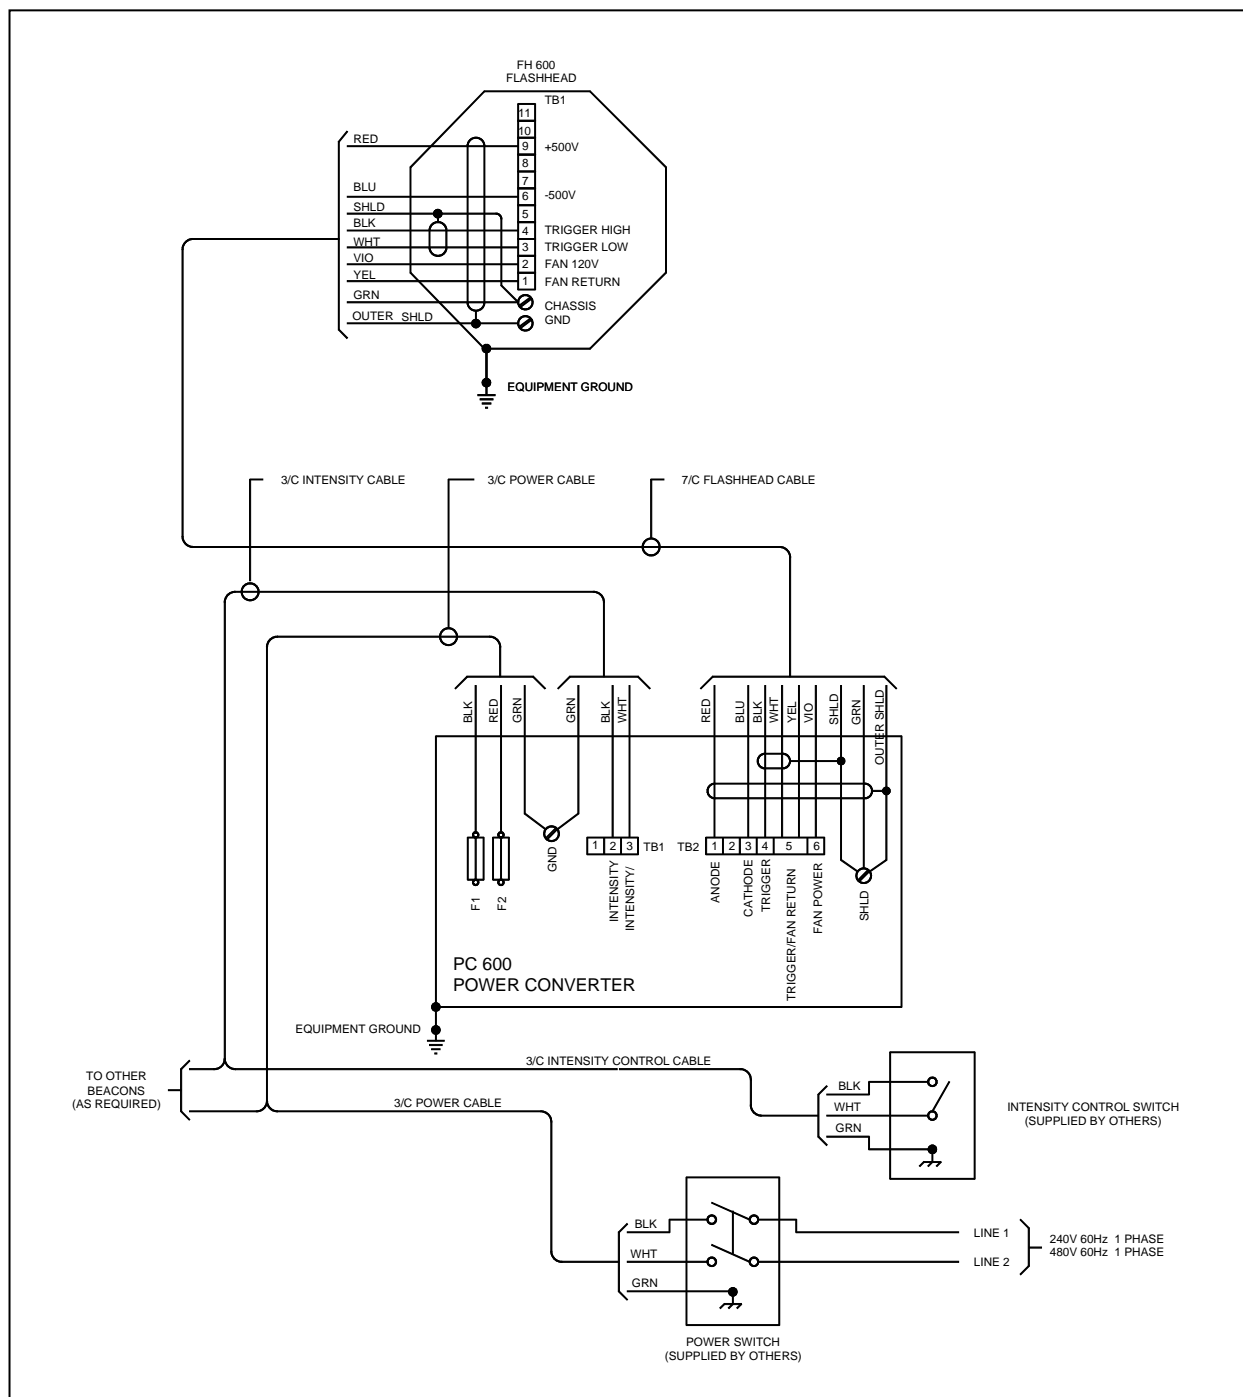 FH 600
FLASHHEAD
TB1
11
10
RED
9
+500V
8
7
BLU
6
-500V
SHLD
5
BLK
4
TRIGGER HIGH
WHT
3
TRIGGER LOW
VIO
2
FAN 120V
YEL
1
FAN RETURN
GRN
CHASSIS
OUTER SHLD
GND
EQUIPMENT GROUND
3/C INTENSITY CABLE
3/C POWER CABLE
7/C FLASHHEAD CABLE
BLK
RED
GRN
GRN
BLK
WHT
RED
BLU
BLK
WHT
YEL
VIO
SHLD
GRN
OUTER SHLD
F1
F2
GND
1 2 3
TB1
INTENSITY
INTENSITY/
TB2
1 2 3 4 5 6
ANODE
CATHODE
TRIGGER
TRIGGER/FAN RETURN
FAN POWER
SHLD
PC 600
POWER CONVERTER
EQUIPMENT GROUND
3/C INTENSITY CONTROL CABLE
TO OTHER
BEACONS
(AS REQUIRED)
3/C POWER CABLE
BLK
WHT
GRN
INTENSITY CONTROL SWITCH
(SUPPLIED BY OTHERS)
BLK
WHT
GRN
LINE 1
LINE 2
240V 60Hz 1 PHASE
480V 60Hz 1 PHASE
POWER SWITCH
(SUPPLIED BY OTHERS)